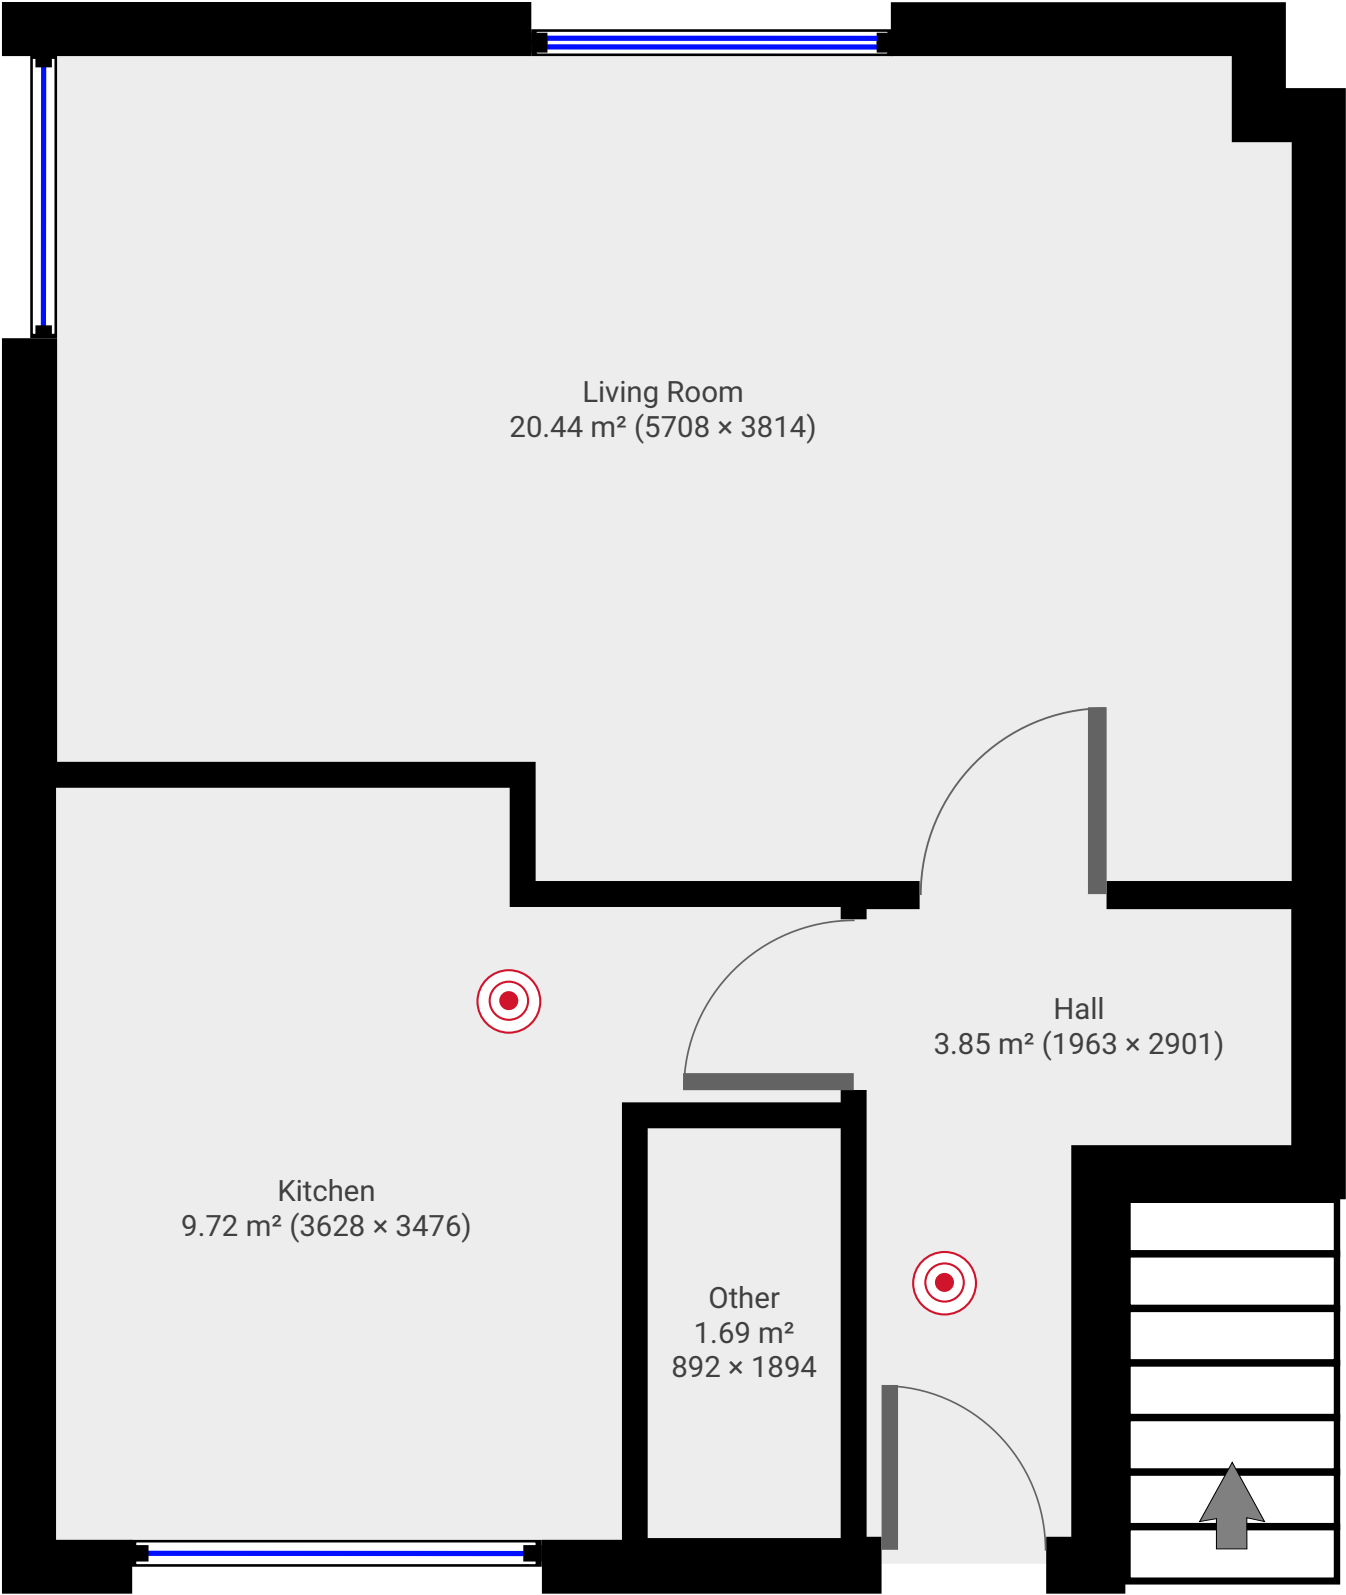 Living Room
20.44 m² (5708 × 3814)
Hall
3.85 m² (1963 × 2901)
Kitchen
9.72 m² (3628 × 3476)
Other
1.69 m²
892 × 1894